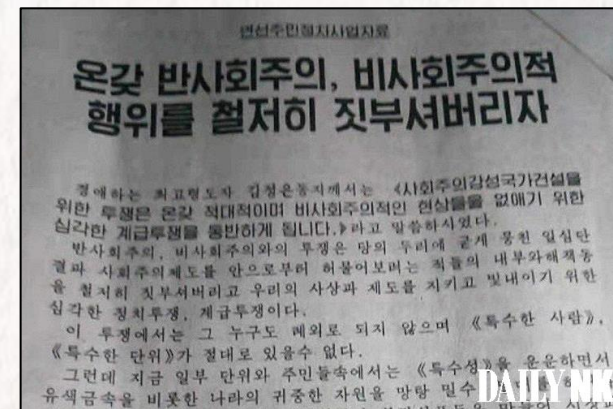 변선주민정치사업자료
온갖 반사회주의, 비사회주의적
행위를 철저히 짓부셔버리자
경애하는 최고령도자 김정은동지께서는 《사회주의강성국가건설을
위한 투쟁은 온갖 적대적이며 비사회주의적인 현상들을 없애기 위한
심각한 계급투쟁을 동반하게 됩니다.》라고 말씀하시였다.
반사회주의, 비사회주의와의 투쟁은 당의 두리에 굳게 뭉친 일심단
결과 사회주의제도를 안으로부터 허물어보려는 적들의 내부와해책동
을 철저히 짓부셔버리고 우리의 사상과 제도를 지키고 빛내이기 위한
심각한 정치투쟁, 계급투쟁이다.
이 투쟁에서는 그 누구도 례외로 되지 않으며 《특수한 사람》,
《특수한 단위》가 절대로 있을수 없다.
그런데 지금 일부 단위와 주민들속에서는 《특수성》을 운운하면서
유색금속을 비롯한 나라의 귀중한 자원을 망탕 밀수
DAILY NK